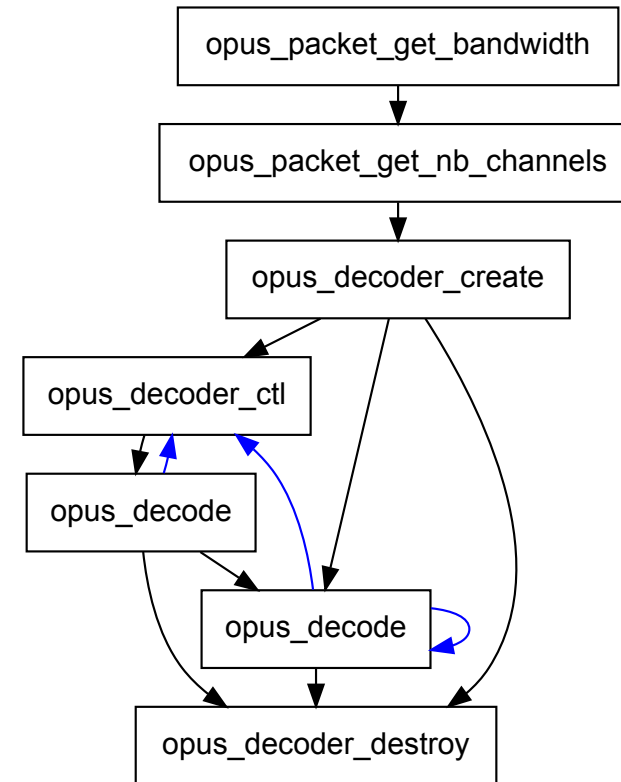 opus_packet_get_bandwidth
opus_packet_get_nb_channels
opus_decoder_create
opus_decoder_ctl
opus_decode
opus_decode
opus_decoder_destroy